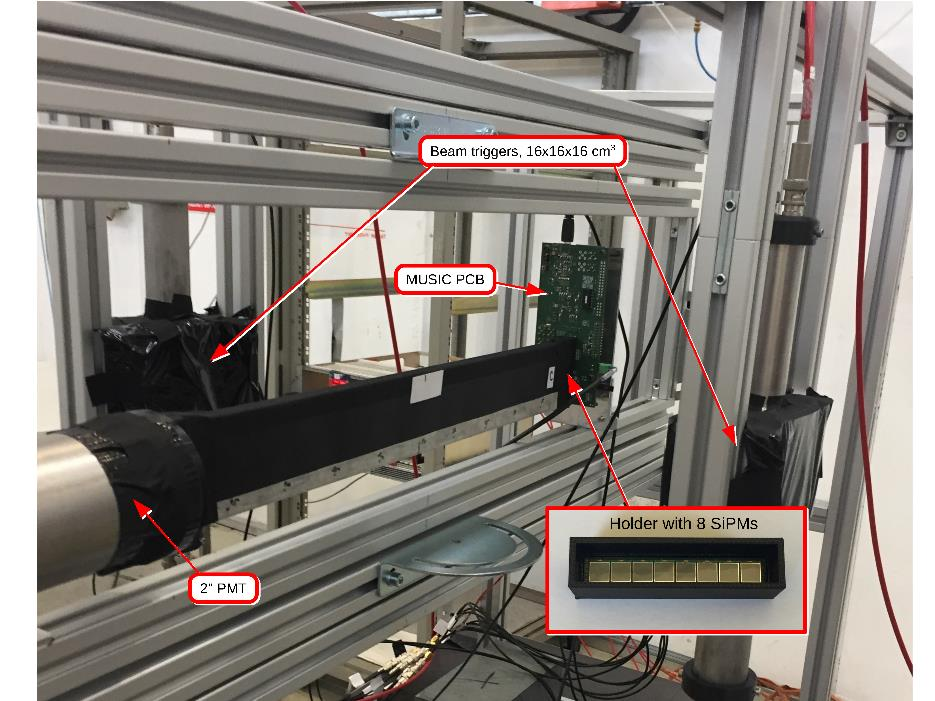 Beam triggers, 16x16x16 cm³
MUSIC PCB
Holder with 8 SiPMs
2" PMT